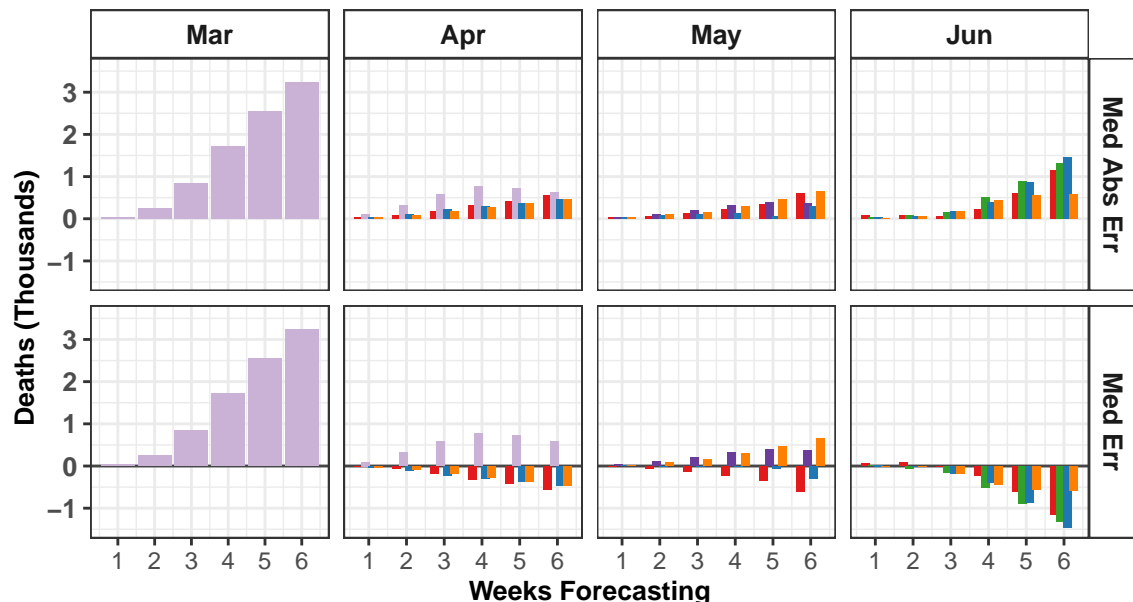 Mar Apr May Jun
Deaths (Thousands)
3
2
1
0
−1
Med Abs Err
3
2
1
0
−1
Med Err
1 2 3 4 5 6 1 2 3 4 5 6 1 2 3 4 5 6 1 2 3 4 5 6
Weeks Forecasting